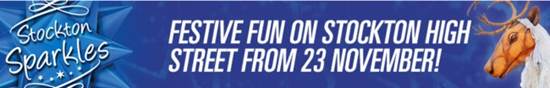 Stockton
Sparkles
FESTIVE FUN ON STOCKTON HIGH
STREET FROM 23 NOVEMBER!